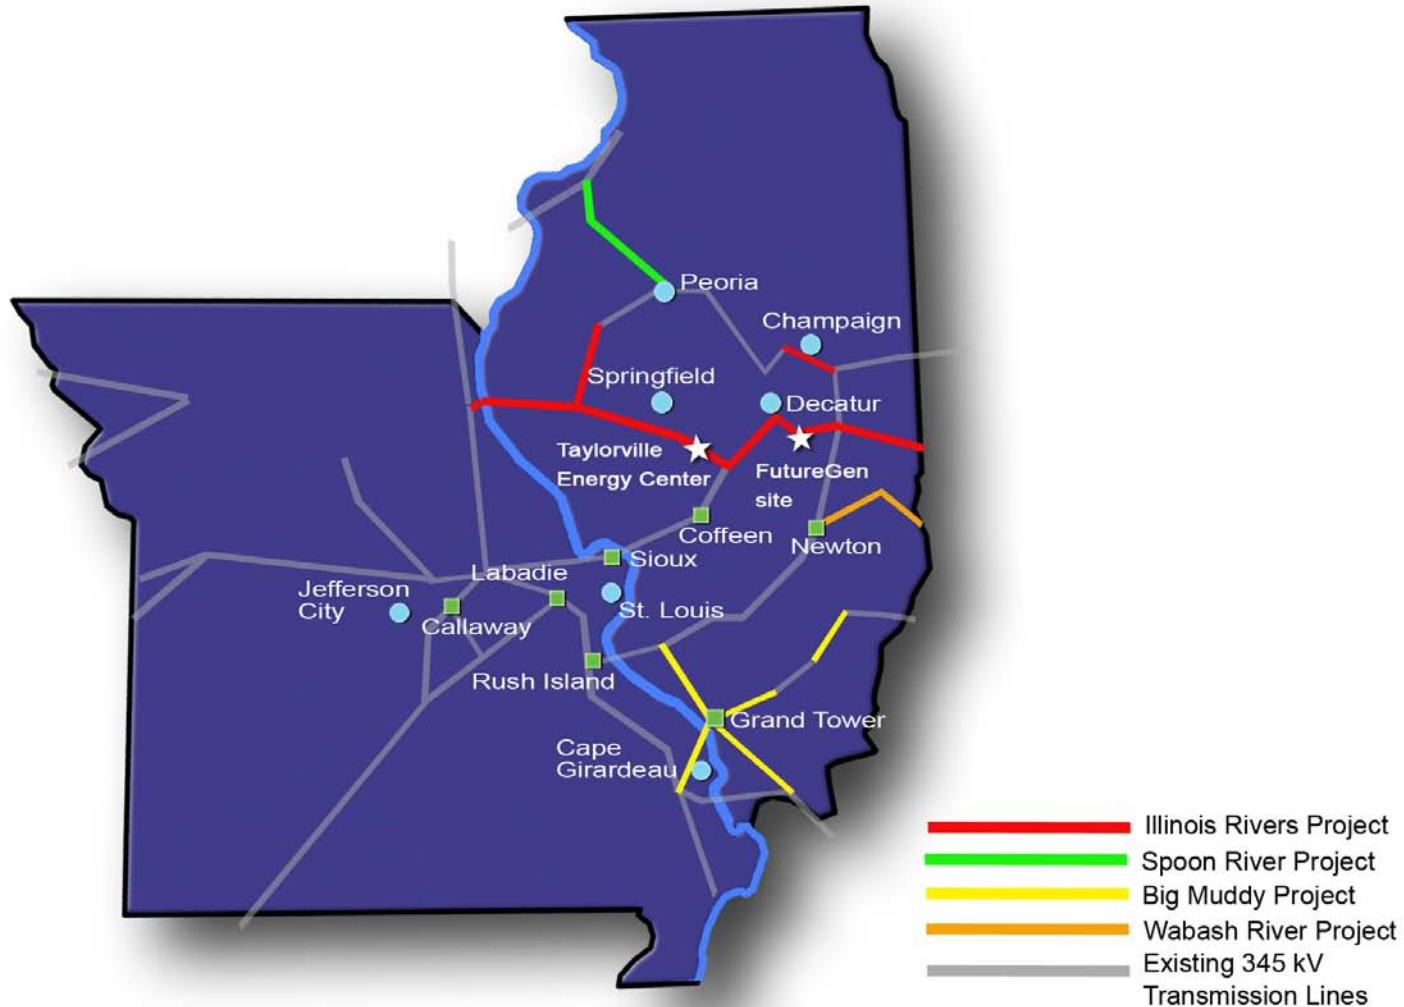 Peoria
Champaign
Springfield
Decatur
Taylorville
Energy Center
FutureGen
site
Coffeen
Newton
Sioux
Labadie
Jefferson
City
St. Louis
Callaway
Rush Island
Grand Tower
Cape
Girardeau
Illinois Rivers Project
Spoon River Project
Big Muddy Project
Wabash River Project
Existing 345 kV
Transmission Lines